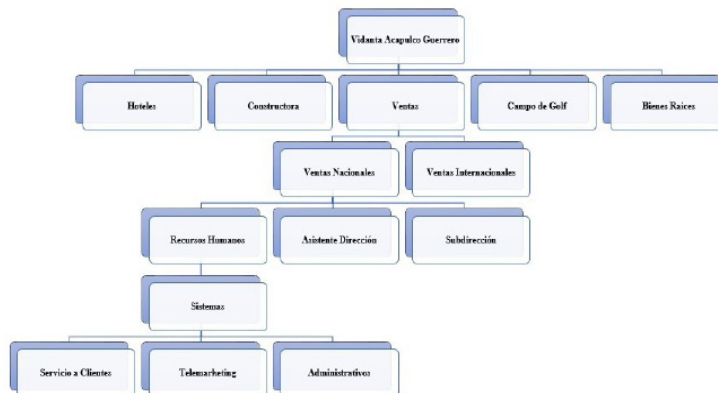 Vidanta Acapulco Guerrero
Hoteles
Constructora
Ventas
Campo de Golf
Bienes Raices
Ventas Nacionales
Ventas Internacionales
Recursos Humanos
Asistente Dirección
Subdirección
Sistemas
Servicio a Clientes
Telemarketing
Administrativos